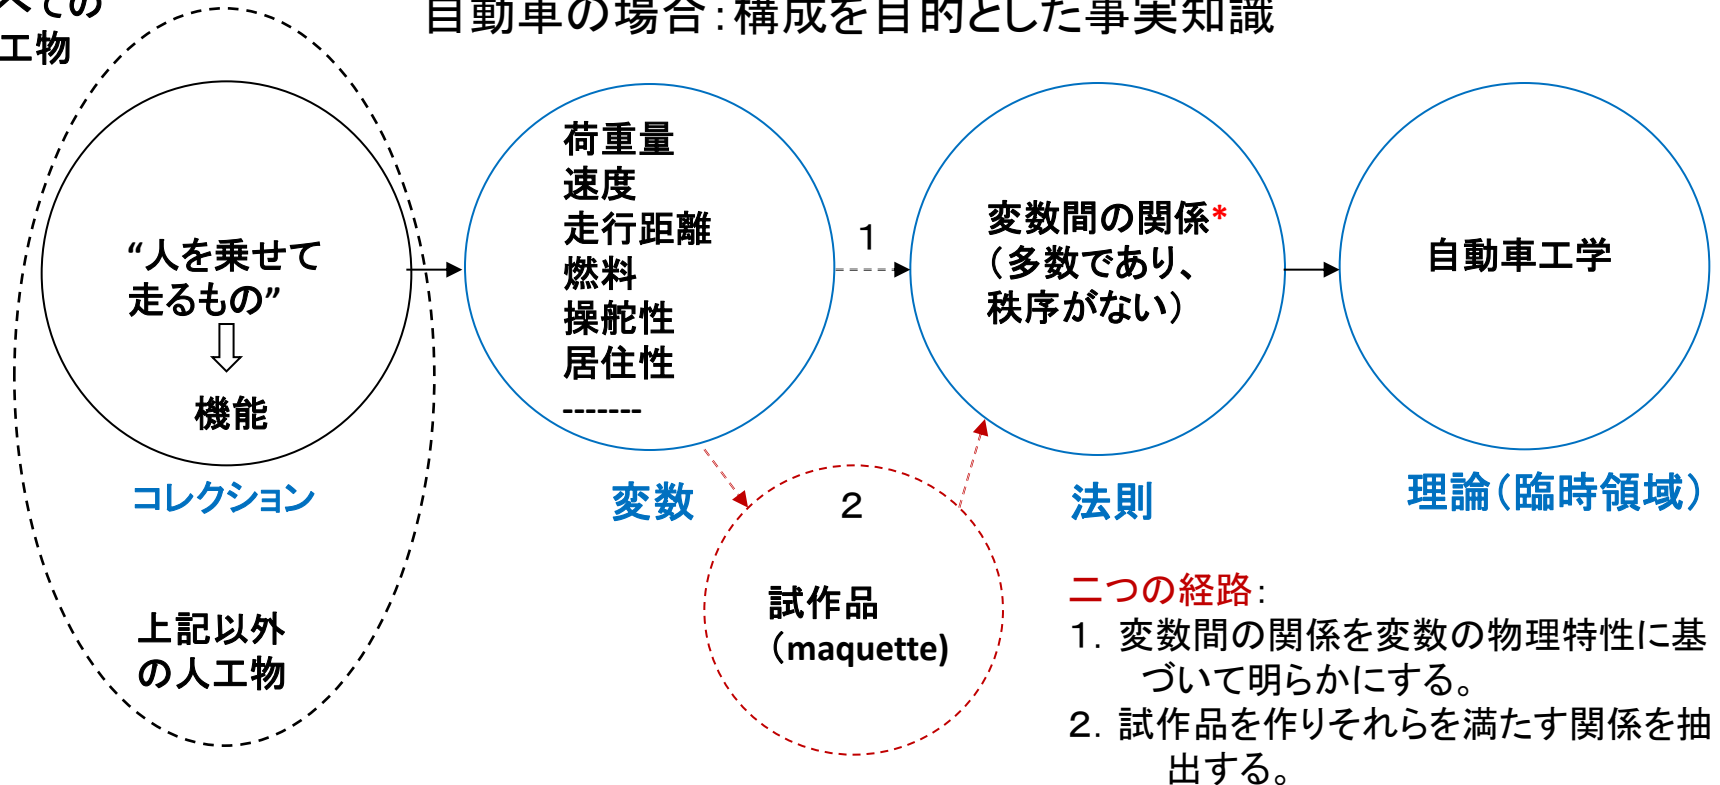 べての
工物
自動車の場合:構成を目的とした事実知識
“人を乗せて
走るもの”
機能
コレクション
上記以外
の人工物
荷重量
速度
走行距離
燃料
操舵性
居住性
-------
変数
1
2
試作品
(maquette)
変数間の関係*
(多数であり、
秩序がない)
法則
自動車工学
理論(臨時領域)
二つの経路:
1. 変数間の関係を変数の物理特性に基
づいて明らかにする。
2. 試作品を作りそれらを満たす関係を抽
出する。